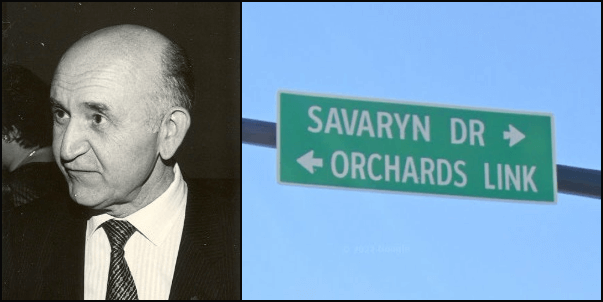 SAVARYN DR →
← ORCHARDS LINK